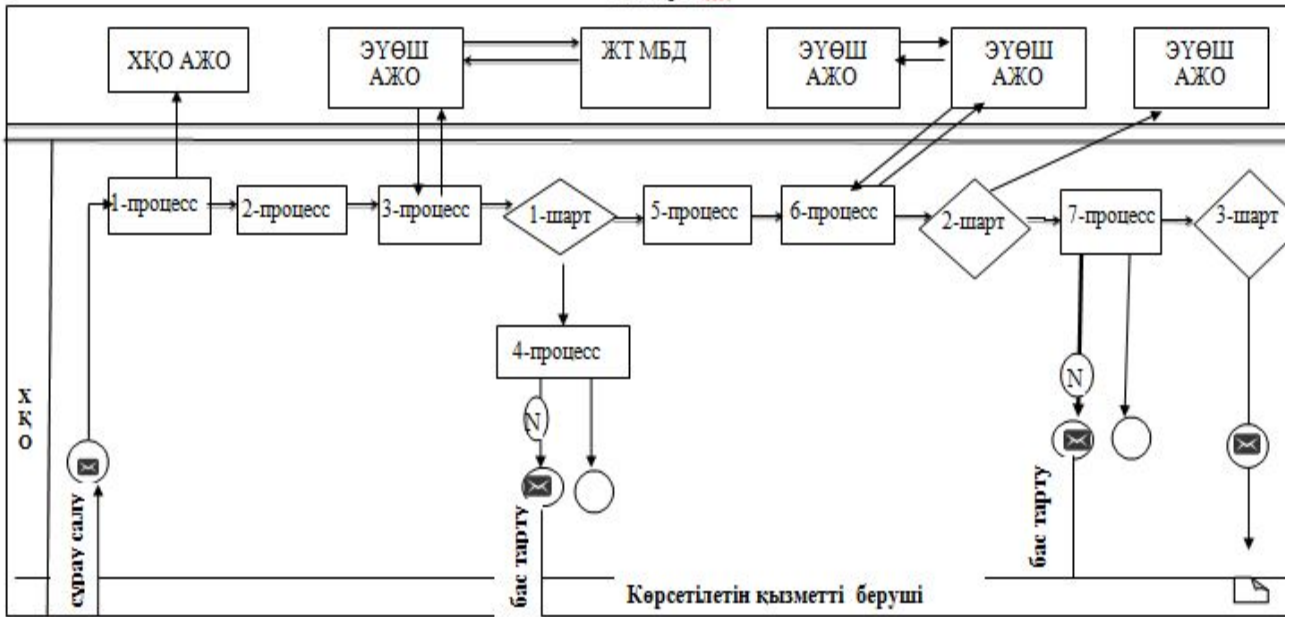 ХҚО АЖО
ЭҮӨШ
АЖО
ЖТ МБД
ЭҮӨШ
АЖО
ЭҮӨШ
АЖО
ЭҮӨШ
АЖО
1-процесс
2-процесс
3-процесс
1-шарт
5-процесс
6-процесс
2-шарт
7-процесс
3-шарт
4-процесс
N
N
Х
Қ
О
сұрау салу
бас тарту
бас тарту
Көрсетілетін қызметті беруші